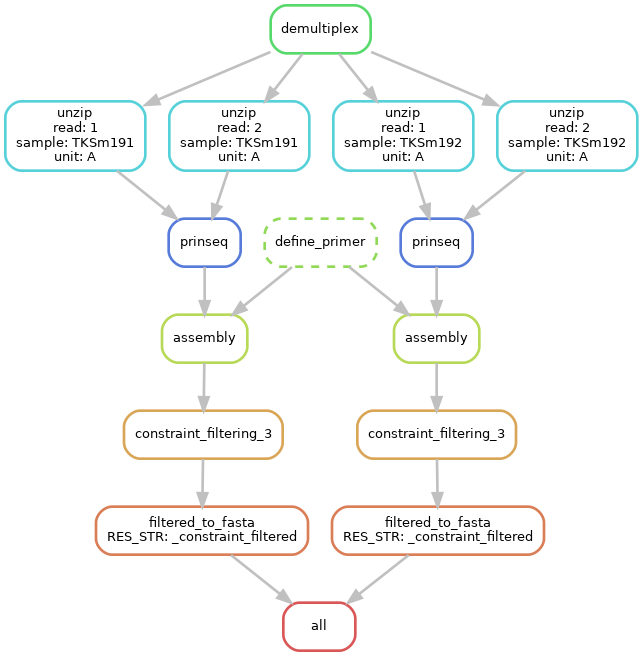 demultiplex
unzip
read: 1
sample: TKSm191
unit: A
unzip
read: 2
sample: TKSm191
unit: A
unzip
read: 1
sample: TKSm192
unit: A
unzip
read: 2
sample: TKSm192
unit: A
prinseq
define_primer
prinseq
assembly
assembly
constraint_filtering_3
constraint_filtering_3
filtered_to_fasta
RES_STR: _constraint_filtered
filtered_to_fasta
RES_STR: _constraint_filtered
all